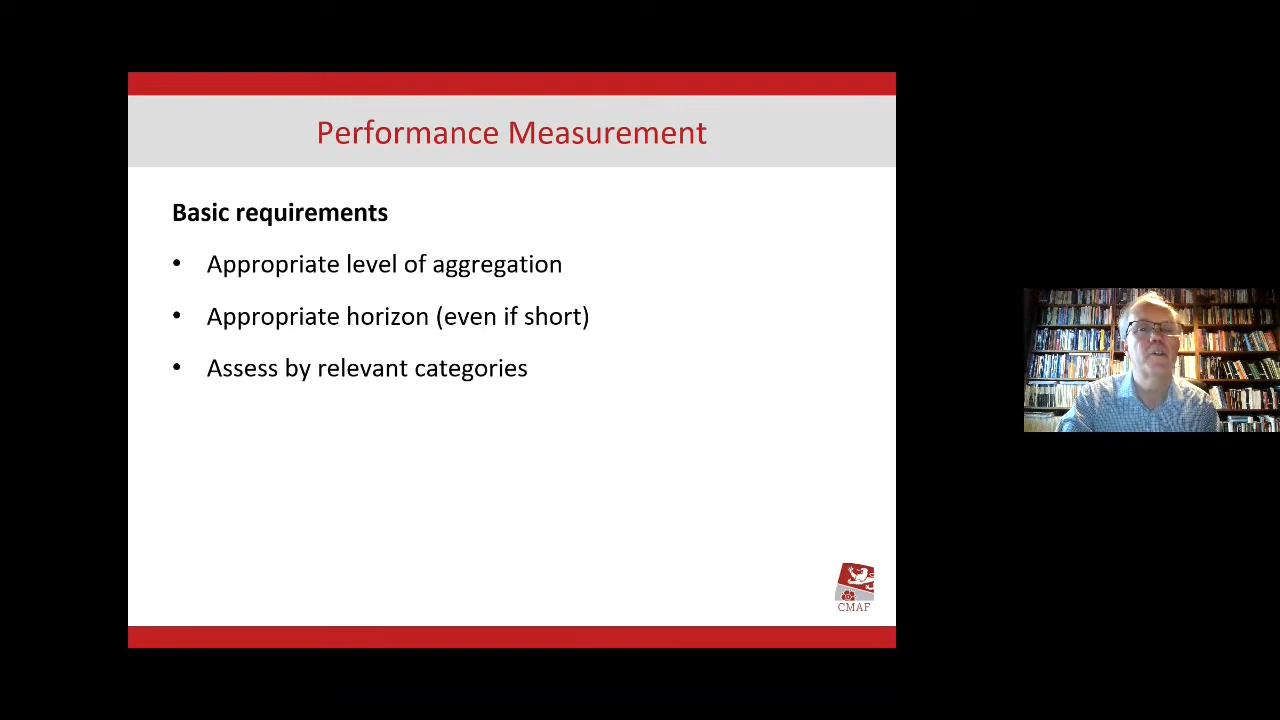 Performance Measurement
Basic requirements
• Appropriate level of aggregation
• Appropriate horizon (even if short)
• Assess by relevant categories
CMAF